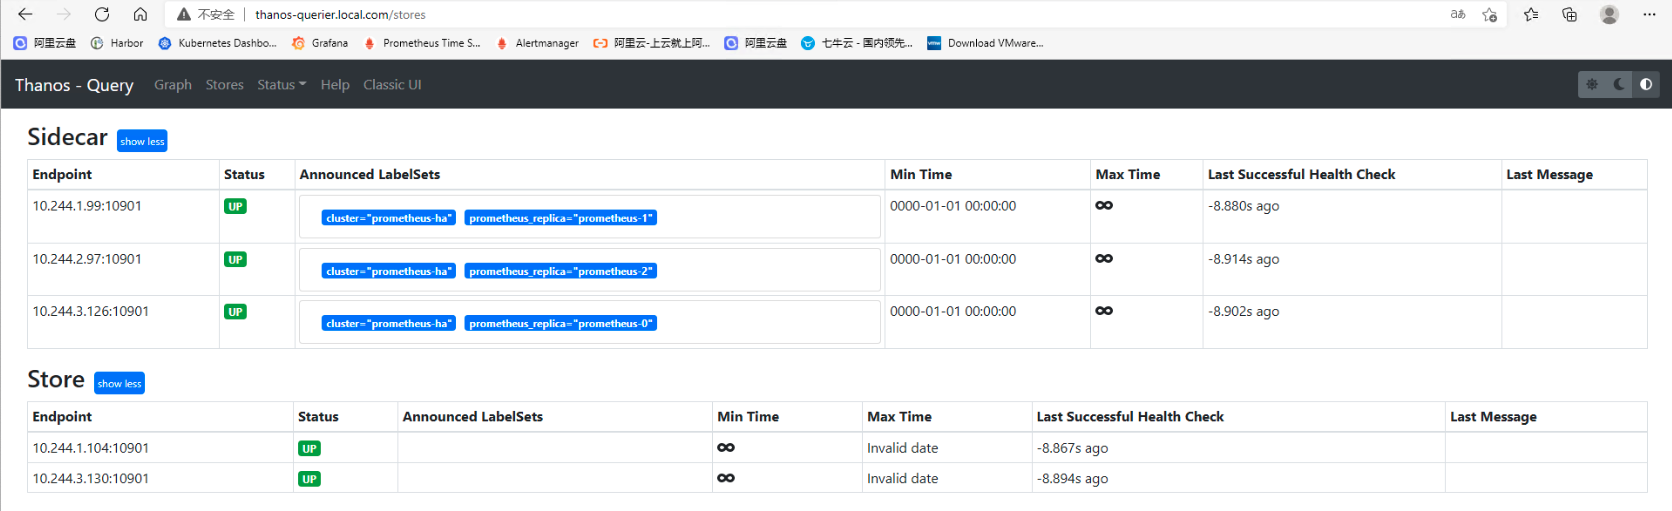 不安全 thanos-querier.local.com/stores aあ
阿里云盘 Harbor Kubernetes Dashbo... Grafana Prometheus Time S... Alertmanager 阿里云-上云就上阿... 阿里云盘 七牛云 - 国内领先... vmw Download VMware...
Thanos - Query Graph Stores Status Help Classic UI
Sidecar show less
Endpoint Status Announced LabelSets Min Time Max Time Last Successful Health Check Last Message
10.244.1.99:10901 UP cluster="prometheus-ha" prometheus_replica="prometheus-1" 0000-01-01 00:00:00 ∞ -8.880s ago
10.244.2.97:10901 UP cluster="prometheus-ha" prometheus_replica="prometheus-2" 0000-01-01 00:00:00 ∞ -8.914s ago
10.244.3.126:10901 UP cluster="prometheus-ha" prometheus_replica="prometheus-0" 0000-01-01 00:00:00 ∞ -8.902s ago
Store show less
Endpoint Status Announced LabelSets Min Time Max Time Last Successful Health Check Last Message
10.244.1.104:10901 UP ∞ Invalid date -8.867s ago
10.244.3.130:10901 UP ∞ Invalid date -8.894s ago